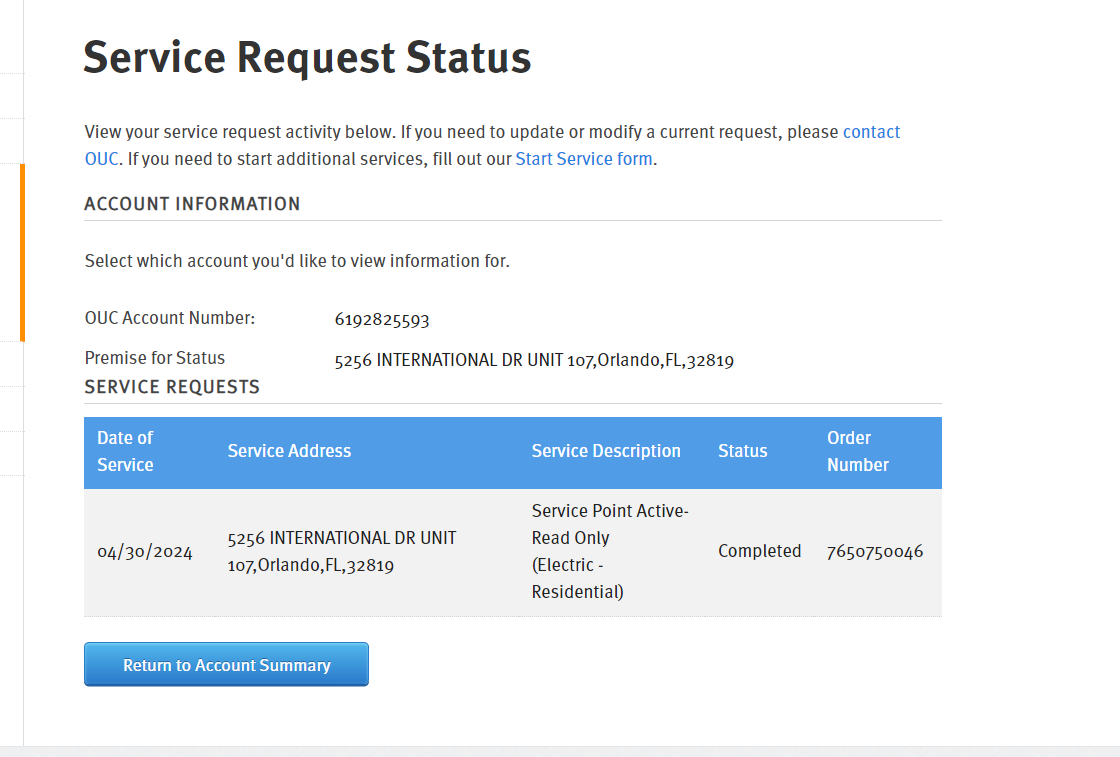 Service Request Status
View your service request activity below. If you need to update or modify a current request, please contact
OUC. If you need to start additional services, fill out our Start Service form.
ACCOUNT INFORMATION
Select which account you'd like to view information for.
OUC Account Number: 6192825593
Premise for Status 5256 INTERNATIONAL DR UNIT 107,Orlando,FL,32819
SERVICE REQUESTS
Date of
Service
Service Address
Service Description
Status
Order
Number
04/30/2024
5256 INTERNATIONAL DR UNIT
107,Orlando,FL,32819
Service Point Active-
Read Only
(Electric -
Residential)
Completed
7650750046
Return to Account Summary